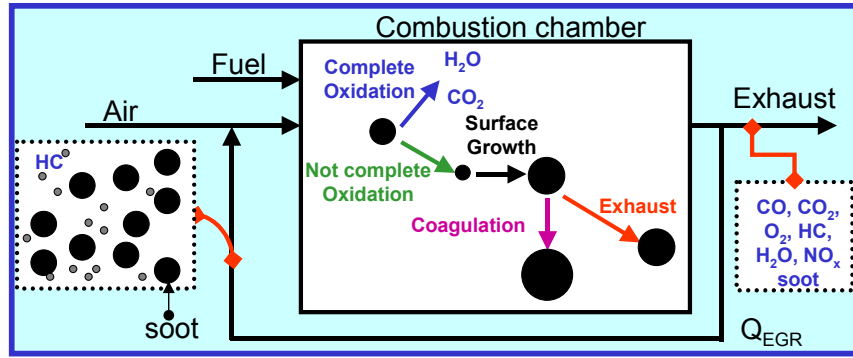 Combustion chamber
Fuel
Complete
Oxidation
H₂O
CO₂
Air
Exhaust
Surface
Growth
HC
Not complete
Oxidation
Coagulation
Exhaust
CO, CO₂,
O₂, HC,
H₂O, NOₓ
soot
soot
Q_EGR